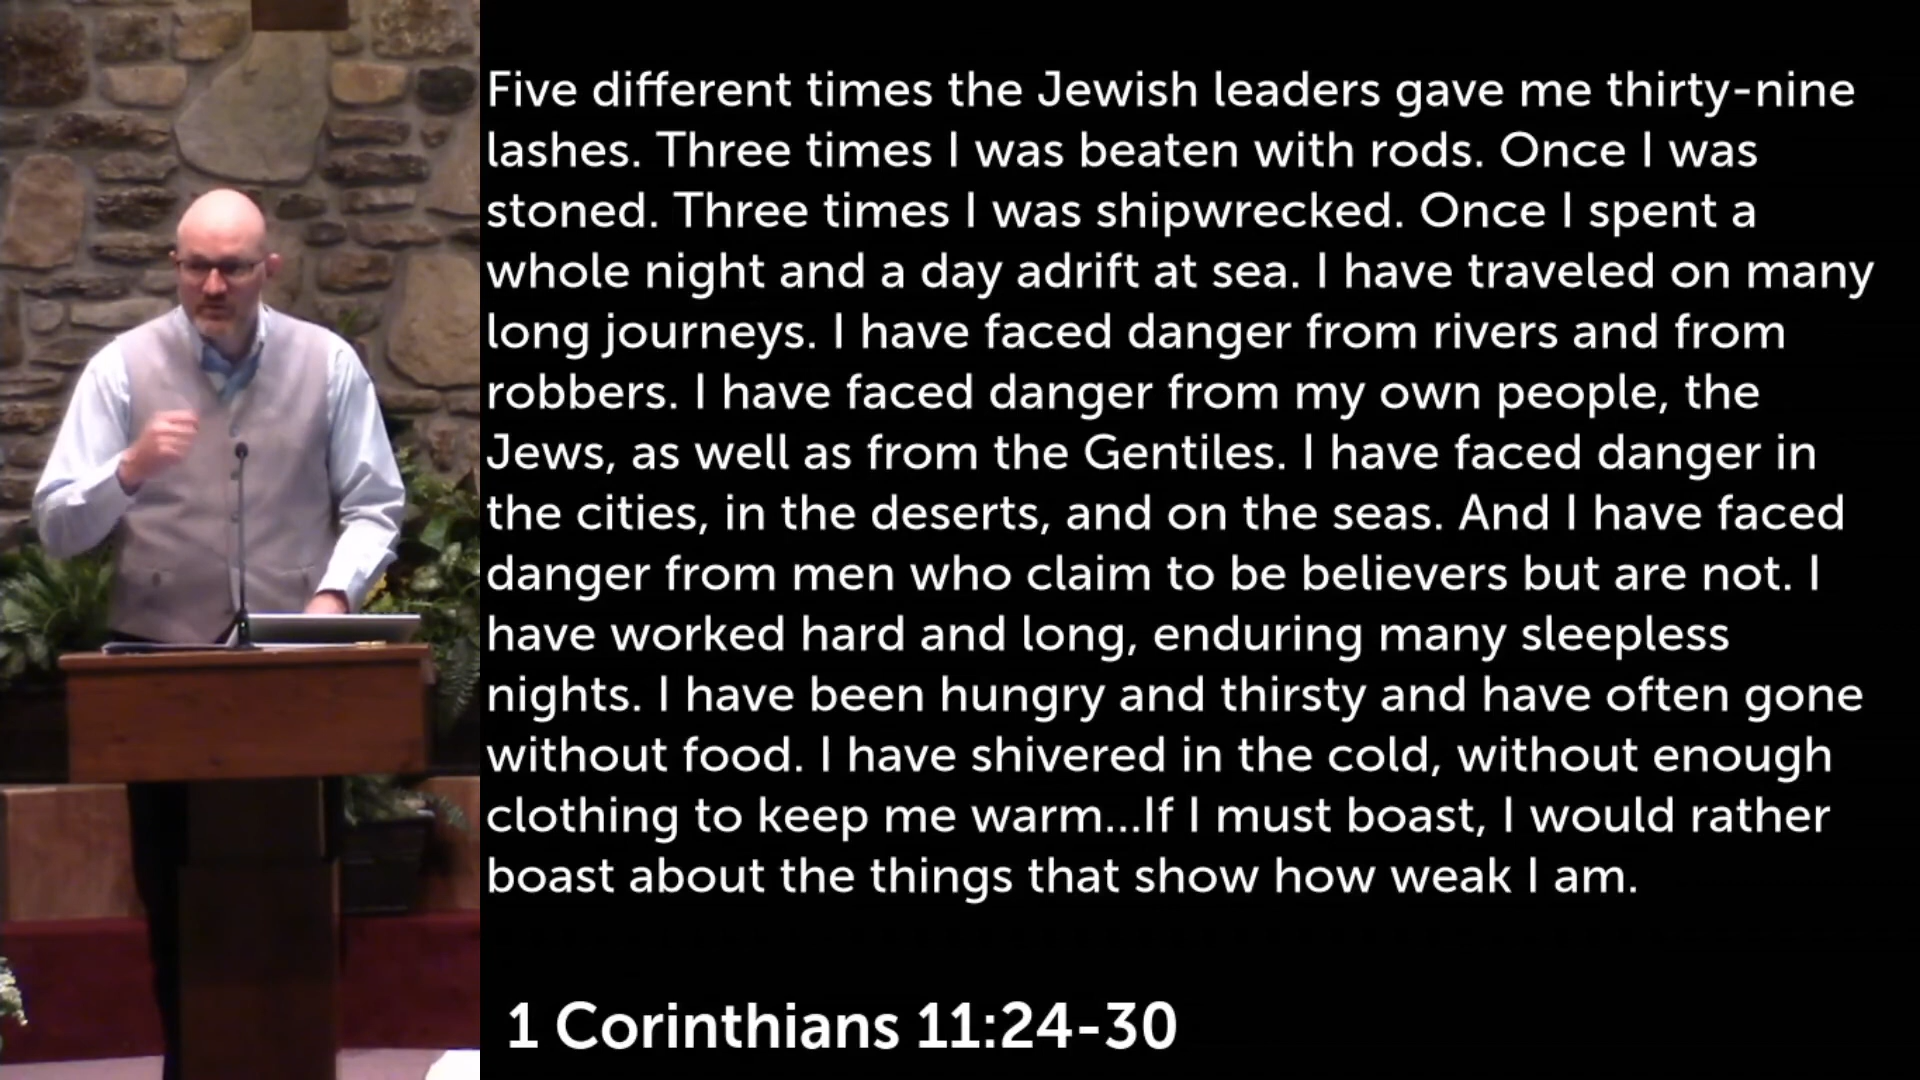 Five different times the Jewish leaders gave me thirty-nine
lashes. Three times I was beaten with rods. Once I was
stoned. Three times I was shipwrecked. Once I spent a
whole night and a day adrift at sea. I have traveled on many
long journeys. I have faced danger from rivers and from
robbers. I have faced danger from my own people, the
Jews, as well as from the Gentiles. I have faced danger in
the cities, in the deserts, and on the seas. And I have faced
danger from men who claim to be believers but are not. I
have worked hard and long, enduring many sleepless
nights. I have been hungry and thirsty and have often gone
without food. I have shivered in the cold, without enough
clothing to keep me warm...If I must boast, I would rather
boast about the things that show how weak I am.
1 Corinthians 11:24-30